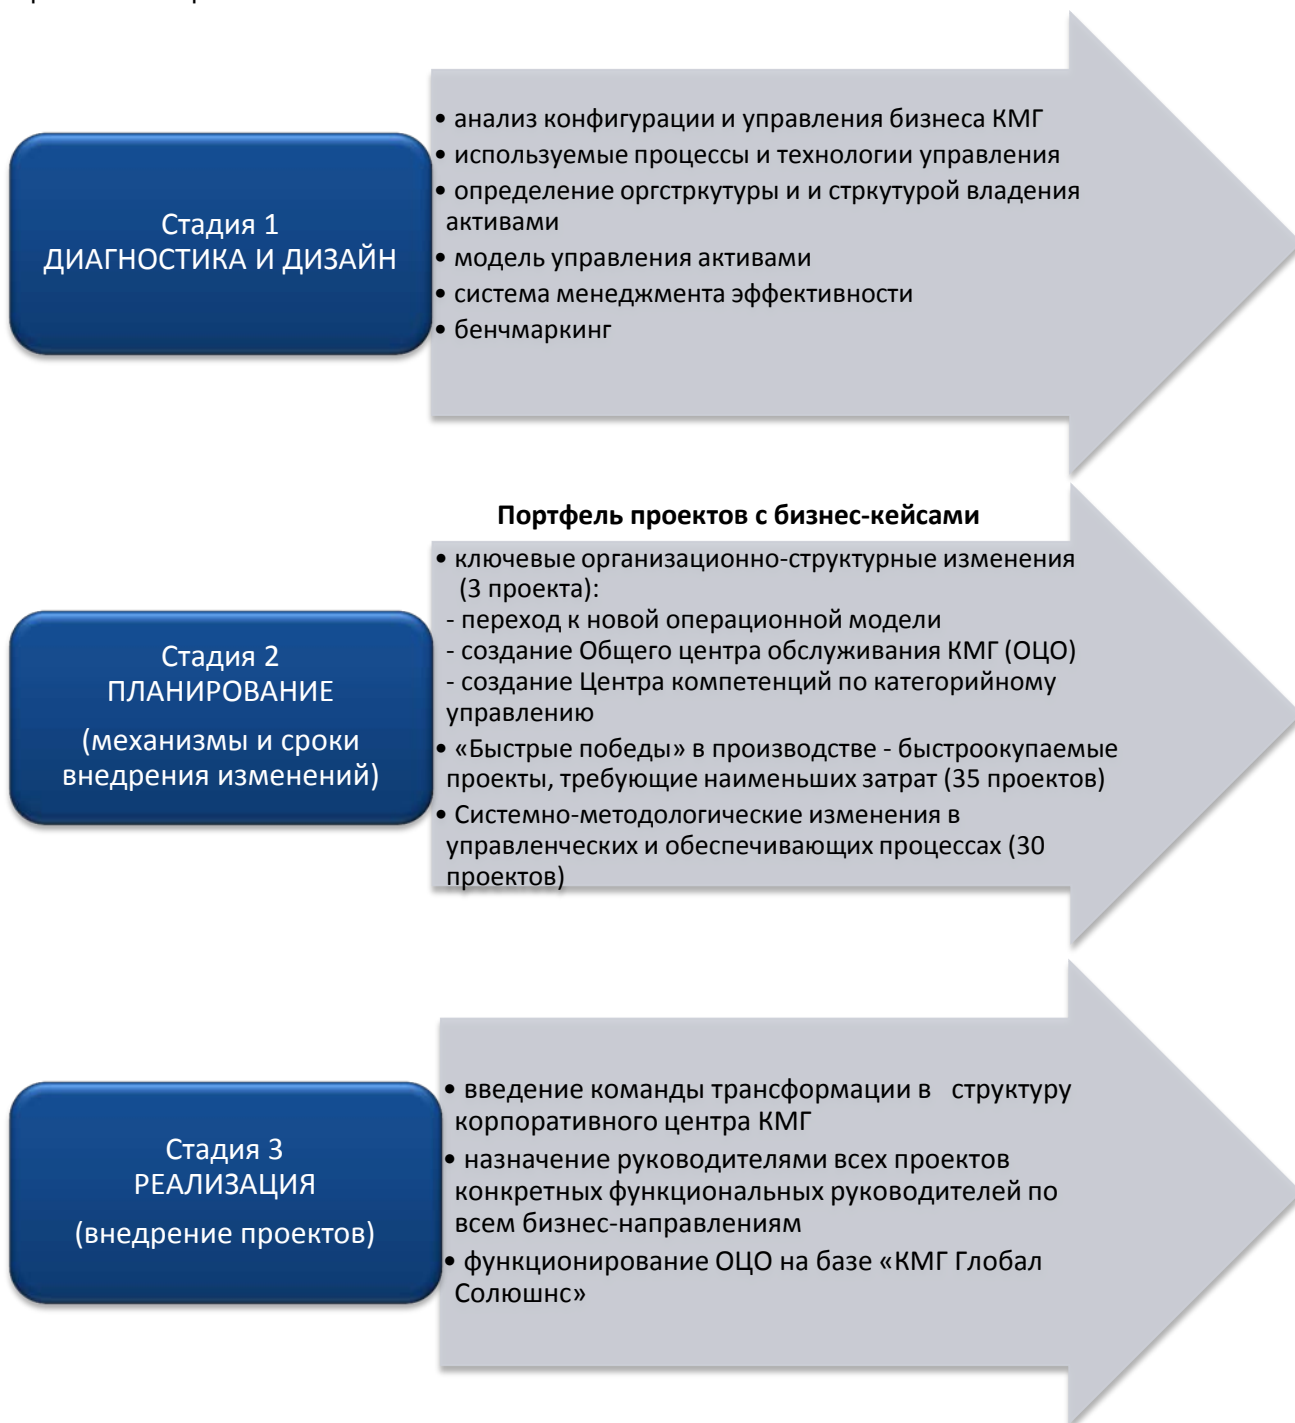 Стадия 1
ДИАГНОСТИКА И ДИЗАЙН
• анализ конфигурации и управления бизнеса КМГ
• используемые процессы и технологии управления
• определение оргстркутуры и и стркутурой владения
активами
• модель управления активами
• система менеджмента эффективности
• бенчмаркинг
Стадия 2
ПЛАНИРОВАНИЕ
(механизмы и сроки
внедрения изменений)
Портфель проектов с бизнес-кейсами
• ключевые организационно-структурные изменения
(3 проекта):
- переход к новой операционной модели
- создание Общего центра обслуживания КМГ (ОЦО)
- создание Центра компетенций по категорийному
управлению
• «Быстрые победы» в производстве - быстроокупаемые
проекты, требующие наименьших затрат (35 проектов)
• Системно-методологические изменения в
управленческих и обеспечивающих процессах (30
проектов)
Стадия 3
РЕАЛИЗАЦИЯ
(внедрение проектов)
• введение команды трансформации в структуру
корпоративного центра КМГ
• назначение руководителями всех проектов
конкретных функциональных руководителей по
всем бизнес-направлениям
• функционирование ОЦО на базе «КМГ Глобал
Солюшнс»